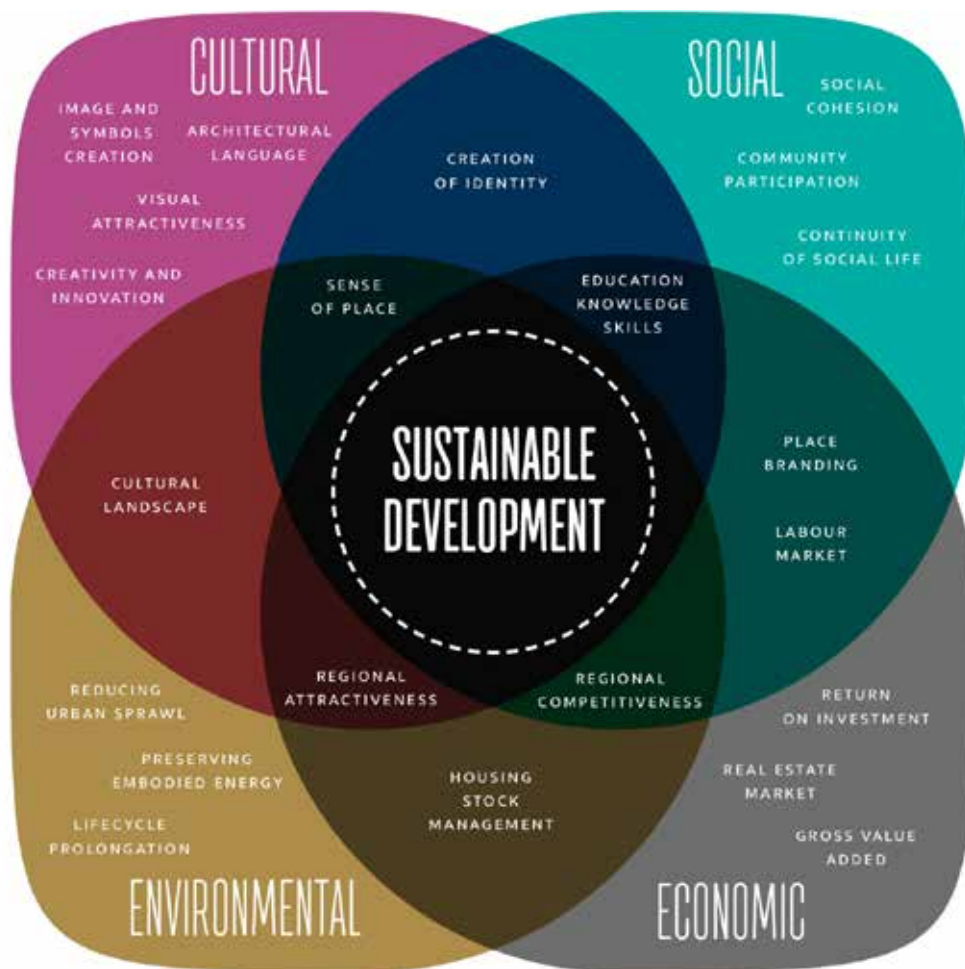 CULTURAL
IMAGE AND
SYMBOLS
CREATION
ARCHITECTURAL
LANGUAGE
VISUAL
ATTRACTIVENESS
CREATIVITY AND
INNOVATION
SOCIAL
SOCIAL
COHESION
COMMUNITY
PARTICIPATION
CONTINUITY
OF SOCIAL LIFE
CREATION
OF IDENTITY
SENSE
OF PLACE
EDUCATION
KNOWLEDGE
SKILLS
CULTURAL
LANDSCAPE
SUSTAINABLE
DEVELOPMENT
PLACE
BRANDING
LABOUR
MARKET
REGIONAL
ATTRACTIVENESS
REGIONAL
COMPETITIVENESS
REDUCING
URBAN SPRAWL
PRESERVING
EMBODIED ENERGY
LIFECYCLE
PROLONGATION
ENVIRONMENTAL
HOUSING
STOCK
MANAGEMENT
RETURN
ON INVESTMENT
REAL ESTATE
MARKET
GROSS VALUE
ADDED
ECONOMIC